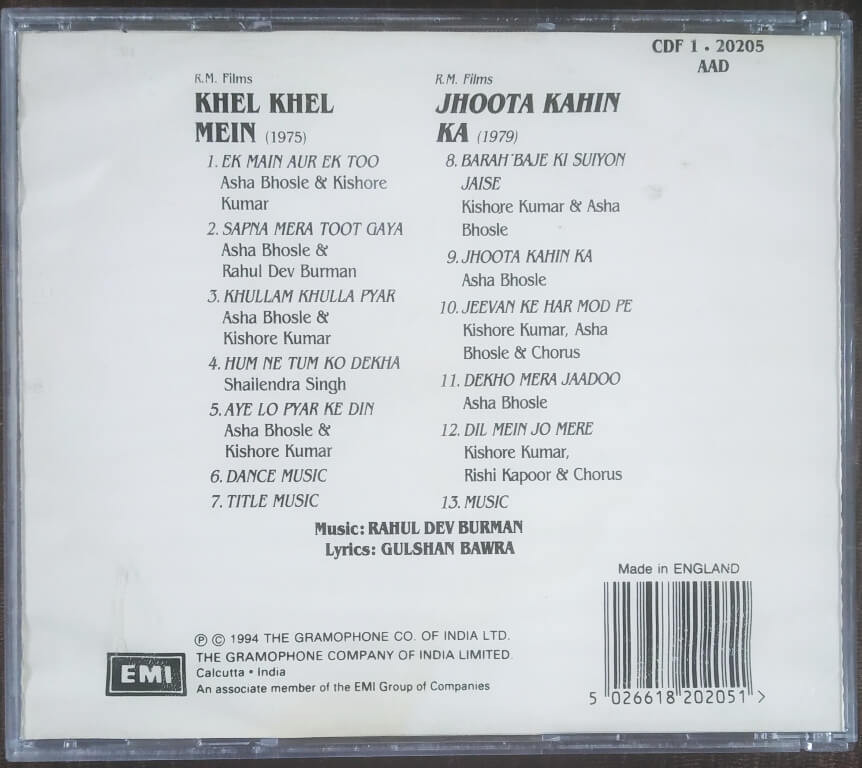 CDF 1 • 20205
AAD
R.M. Films
KHEL KHEL
MEIN (1975)
1. EK MAIN AUR EK TOO
Asha Bhosle & Kishore
Kumar
2. SAPNA MERA TOOT GAYA
Asha Bhosle &
Rahul Dev Burman
3. KHULLAM KHULLA PYAR
Asha Bhosle &
Kishore Kumar
4. HUM NE TUM KO DEKHA
Shailendra Singh
5. AYE LO PYAR KE DIN
Asha Bhosle &
Kishore Kumar
6. DANCE MUSIC
7. TITLE MUSIC
R.M. Films
JHOOTA KAHIN
KA (1979)
8. BARAH BAJE KI SUIYON
JAISE
Kishore Kumar & Asha
Bhosle
9. JHOOTA KAHIN KA
Asha Bhosle
10. JEEVAN KE HAR MOD PE
Kishore Kumar, Asha
Bhosle & Chorus
11. DEKHO MERA JAADOO
Asha Bhosle
12. DIL MEIN JO MERE
Kishore Kumar,
Rishi Kapoor & Chorus
13. MUSIC
Music: RAHUL DEV BURMAN
Lyrics: GULSHAN BAWRA
Made in ENGLAND
5 026618 202051 >
℗ © 1994 THE GRAMOPHONE CO. OF INDIA LTD.
THE GRAMOPHONE COMPANY OF INDIA LIMITED.
Calcutta • India
An associate member of the EMI Group of Companies
EMI